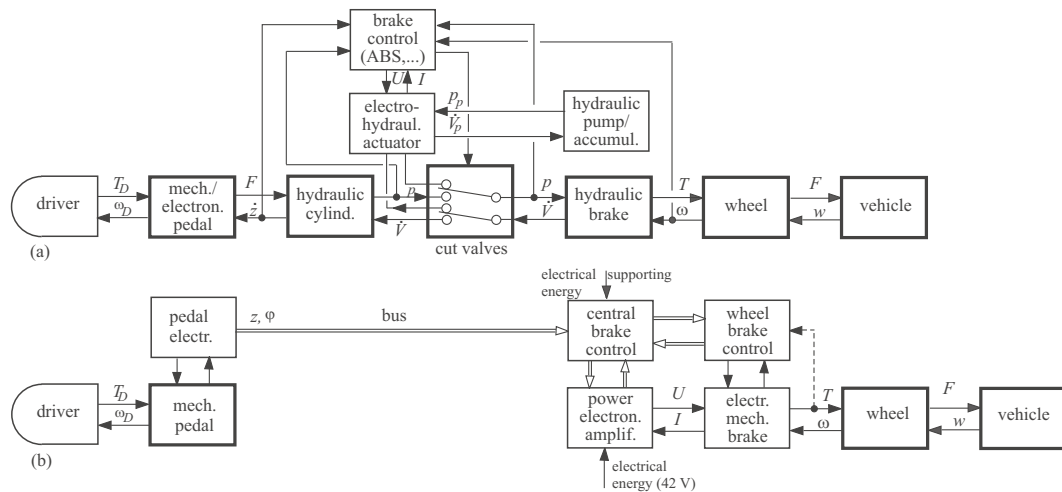 brake
control
(ABS,...)
U I
electro-
hydraul.
actuator
p_p
V̇_p
hydraulic
pump/
accumul.
driver
T_D
ω_D
mech./
electron.
pedal
F
ż
hydraulic
cylind.
p
V̇
cut valves
p
V̇
hydraulic
brake
T
ω
wheel
F
w
vehicle
(a)
pedal
electr.
z, φ
bus
electrical
energy
supporting
central
brake
control
wheel
brake
control
driver
T_D
ω_D
mech.
pedal
power
electron.
amplif.
U
I
electr.
mech.
brake
T
ω
wheel
F
w
vehicle
(b)
electrical
energy (42 V)